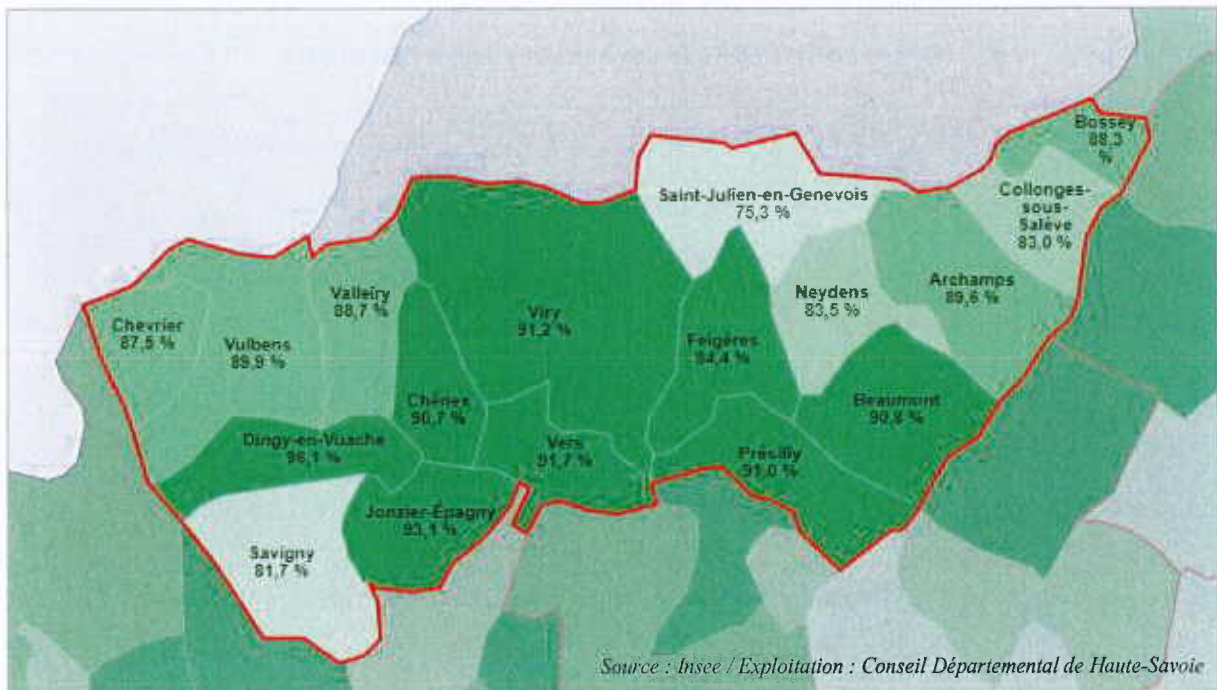 Bossey
88,3
%
Collonges-
sous-
Salève
83,0 %
Saint-Julien-en-Genevois
75,3 %
Archamps
89,6 %
Neydens
83,5 %
Valleiry
88,7 %
Viry
91,2 %
Chevrier
87,5 %
Vulbens
89,9 %
Feigères
94,4 %
Chênex
90,7 %
Beaumont
90,8 %
Dingy-en-Vuache
96,1 %
Vers
91,7 %
Présilly
91,0 %
Jonzier-Épagny
93,1 %
Savigny
81,7 %
Source : Insee / Exploitation : Conseil Départemental de Haute-Savoie